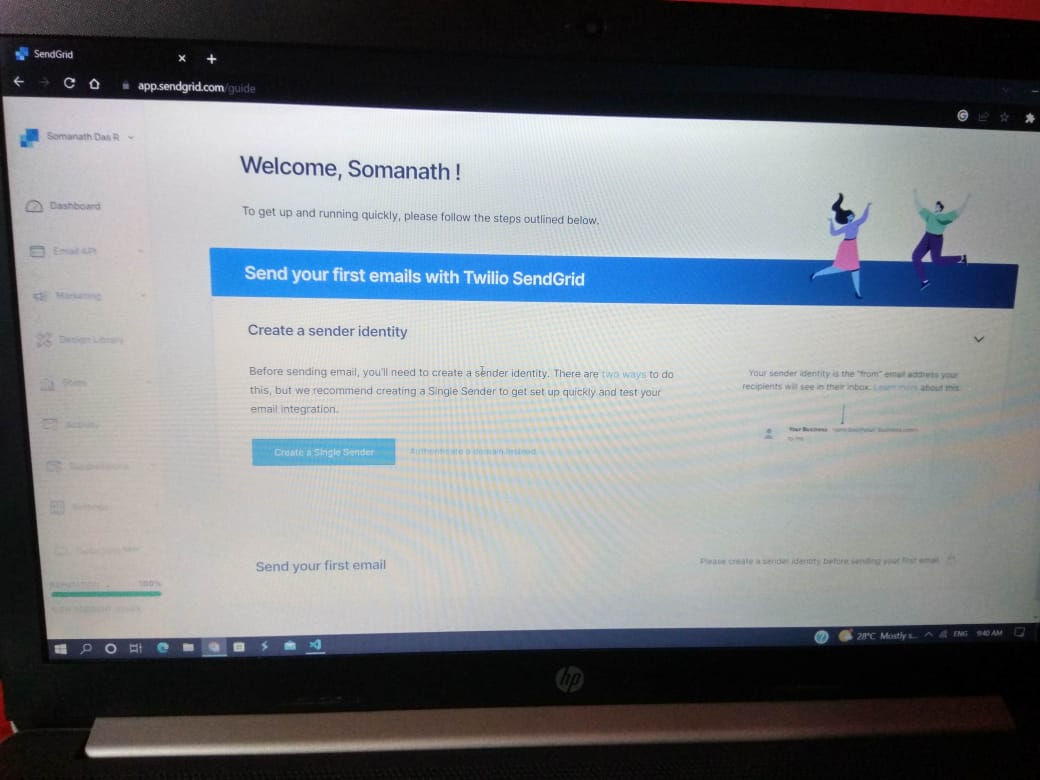 SendGrid
app.sendgrid.com/guide
Somanath Das R
Dashboard
Email API
Marketing
Design Library
Stats
Settings
100%
Welcome, Somanath !
To get up and running quickly, please follow the steps outlined below.
Send your first emails with Twilio SendGrid
Create a sender identity
Before sending email, you'll need to create a sender identity. There are two ways to do
this, but we recommend creating a Single Sender to get set up quickly and test your
email integration.
Create a Single Sender
Authenticate a domain instead
Your sender identity is the "from" email address your
recipients will see in their inbox. Learn more about this.
Your Business
to me
Send your first email
Please create a sender identity before sending your first email.
28°C Mostly s...
ENG
9:40 AM
hp